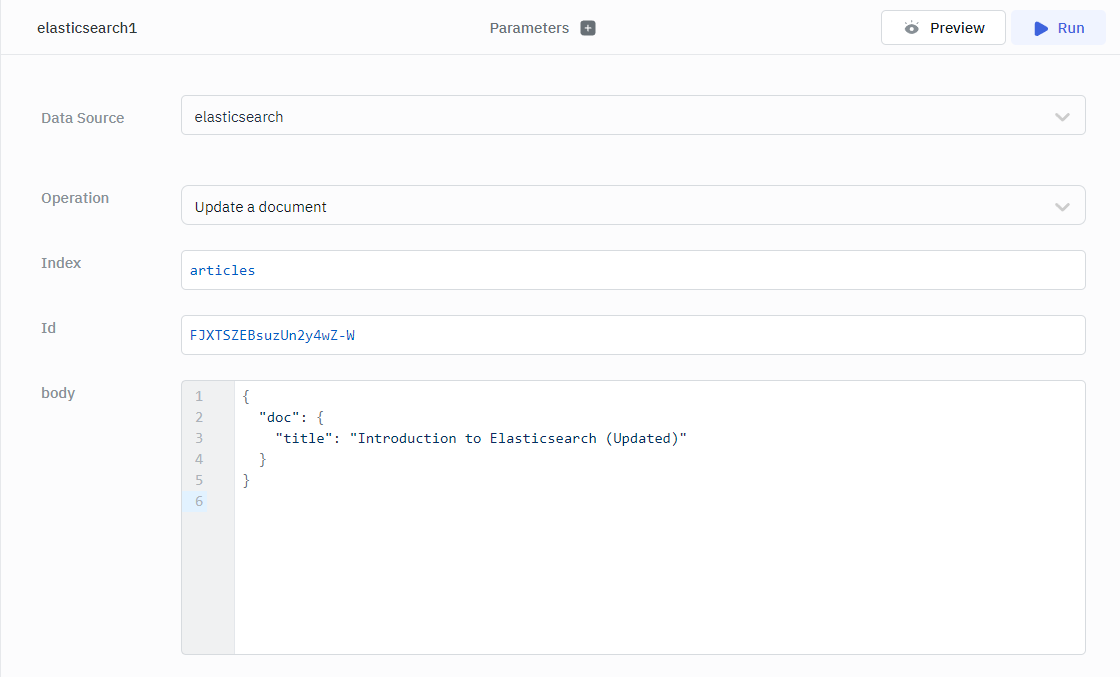 elasticsearch1
Parameters
Preview
Run
Data Source
elasticsearch
Operation
Update a document
Index
articles
Id
FJXTSZEBsuzUn2y4wZ-W
body
1 {
2 "doc": {
3 "title": "Introduction to Elasticsearch (Updated)"
4 }
5 }
6